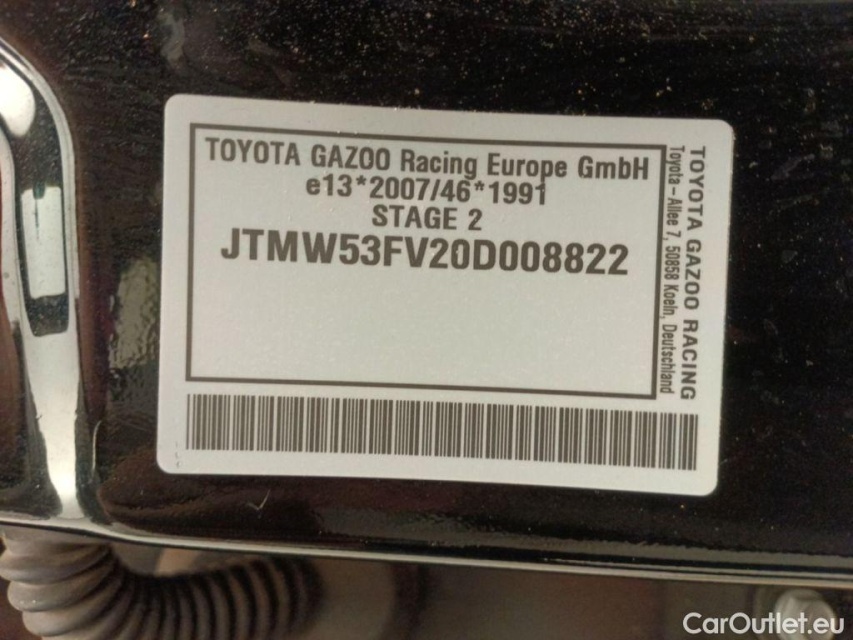 TOYOTA GAZOO Racing Europe GmbH
e13*2007/46*1991
STAGE 2
JTMW53FV20D008822
TOYOTA GAZOO RACING
Toyota-Allee 7, 50858 Koeln, Deutschland
CarOutlet.eu